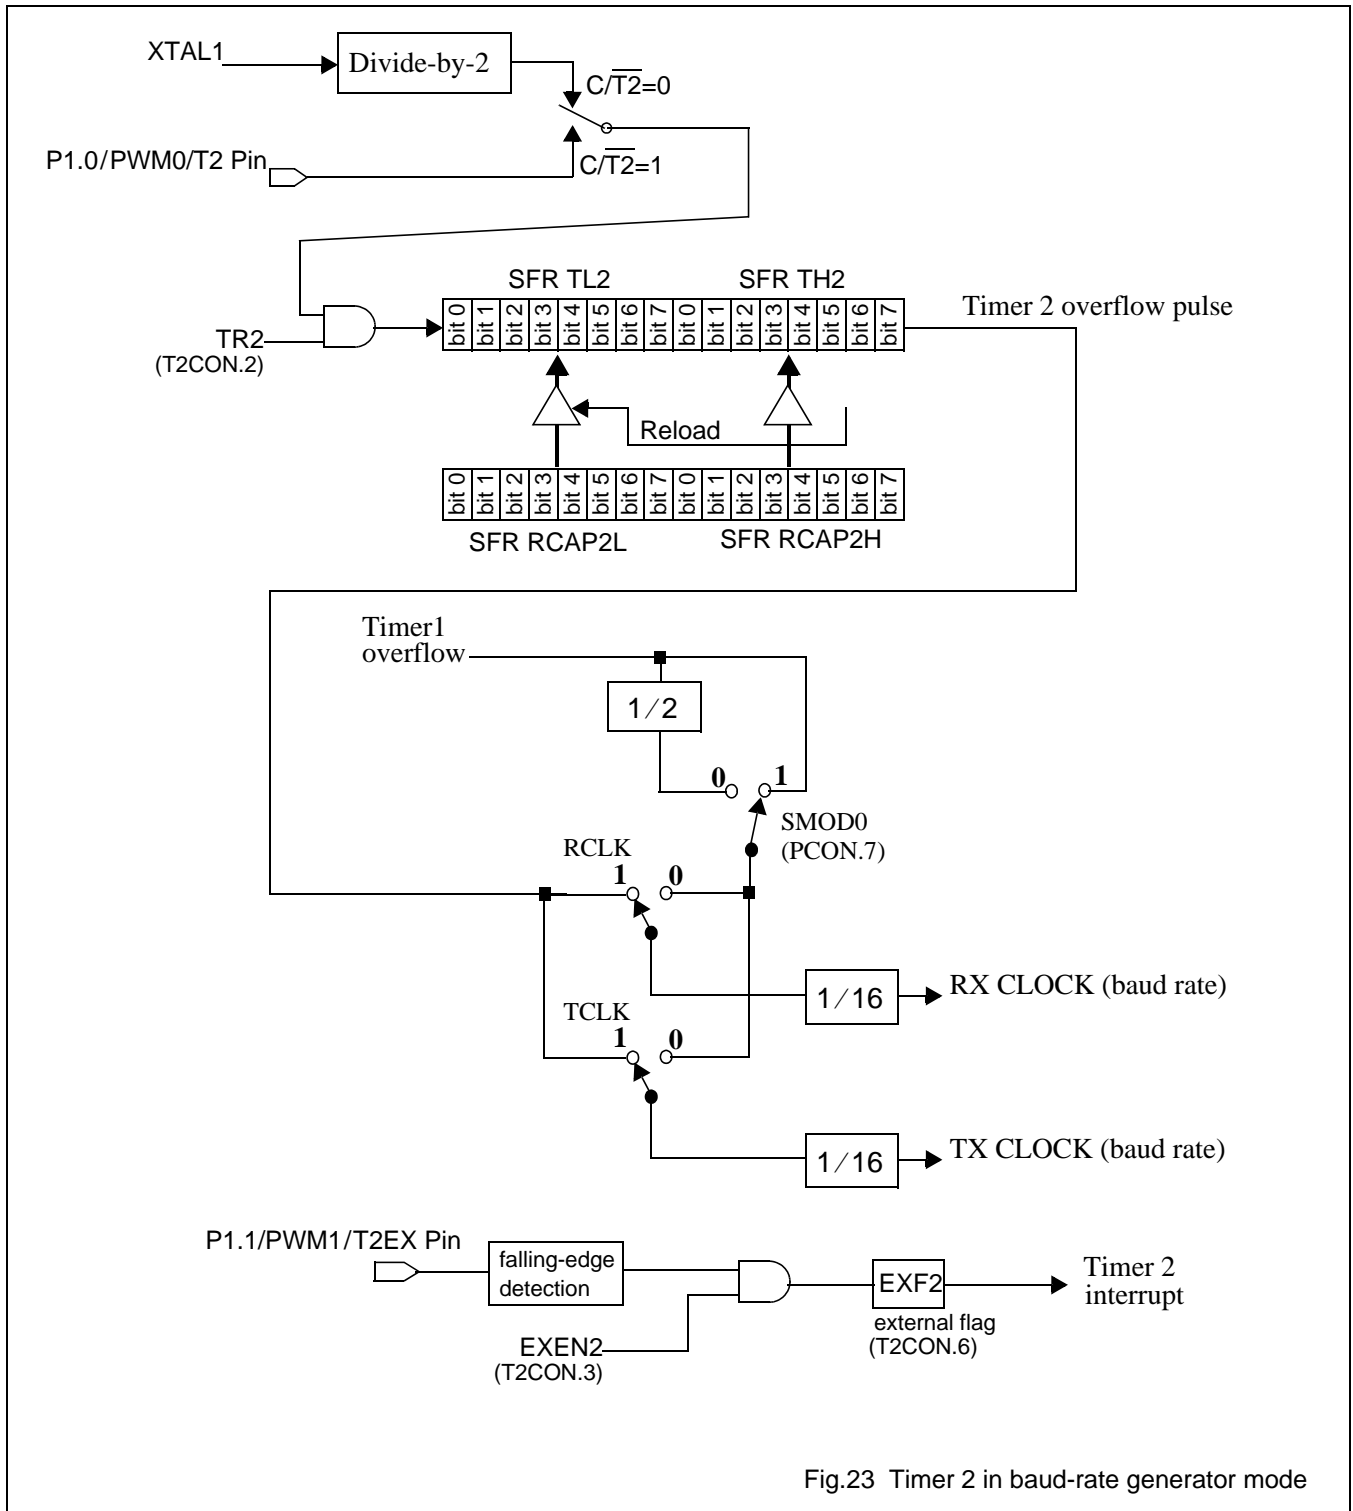 XTAL1
Divide-by-2
C/T2=0
P1.0/PWM0/T2 Pin
C/T2=1
SFR TL2
SFR TH2
bit 0 bit 1 bit 2 bit 3 bit 4 bit 5 bit 6 bit 7 bit 0 bit 1 bit 2 bit 3 bit 4 bit 5 bit 6 bit 7
Timer 2 overflow pulse
TR2
(T2CON.2)
Reload
bit 0 bit 1 bit 2 bit 3 bit 4 bit 5 bit 6 bit 7 bit 0 bit 1 bit 2 bit 3 bit 4 bit 5 bit 6 bit 7
SFR RCAP2L
SFR RCAP2H
Timer1
overflow
1/2
0
1
SMOD0
(PCON.7)
RCLK
1
0
1/16
RX CLOCK (baud rate)
TCLK
1
0
1/16
TX CLOCK (baud rate)
P1.1/PWM1/T2EX Pin
falling-edge
detection
EXEN2
(T2CON.3)
EXF2
external flag
(T2CON.6)
Timer 2
interrupt
Fig.23 Timer 2 in baud-rate generator mode